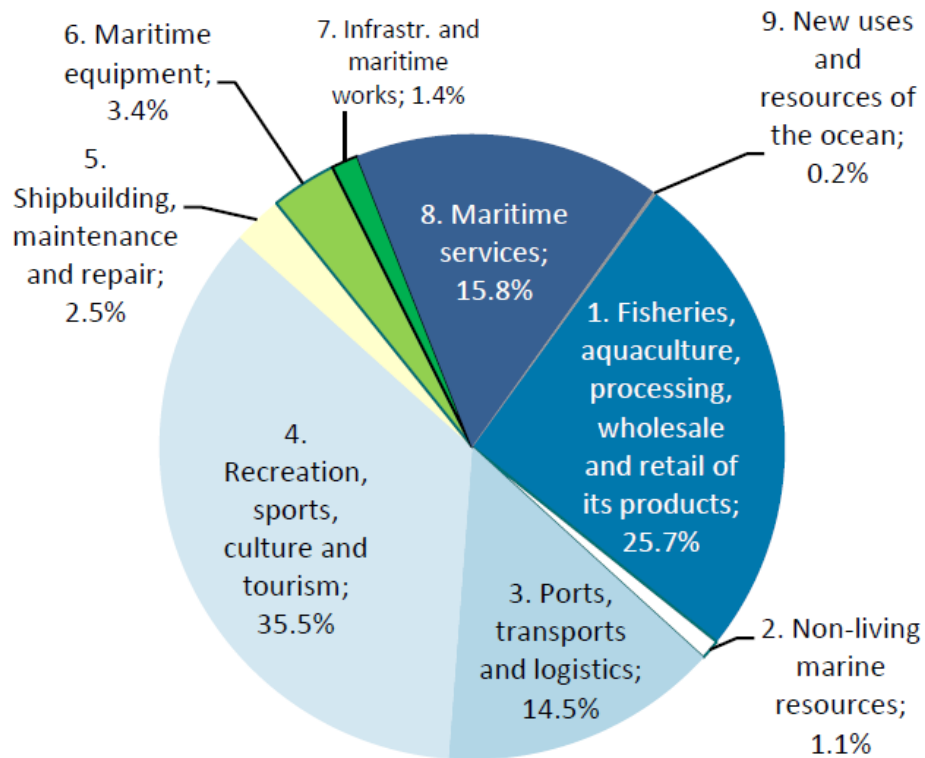 6. Maritime
equipment;
3.4%
7. Infrastr. and
maritime
works; 1.4%
9. New uses
and
resources of
the ocean;
0.2%
5.
Shipbuilding,
maintenance
and repair;
2.5%
8. Maritime
services;
15.8%
1. Fisheries,
aquaculture,
processing,
wholesale
and retail of
its products;
25.7%
4.
Recreation,
sports,
culture and
tourism;
35.5%
3. Ports,
transports
and logistics;
14.5%
2. Non-living
marine
resources;
1.1%